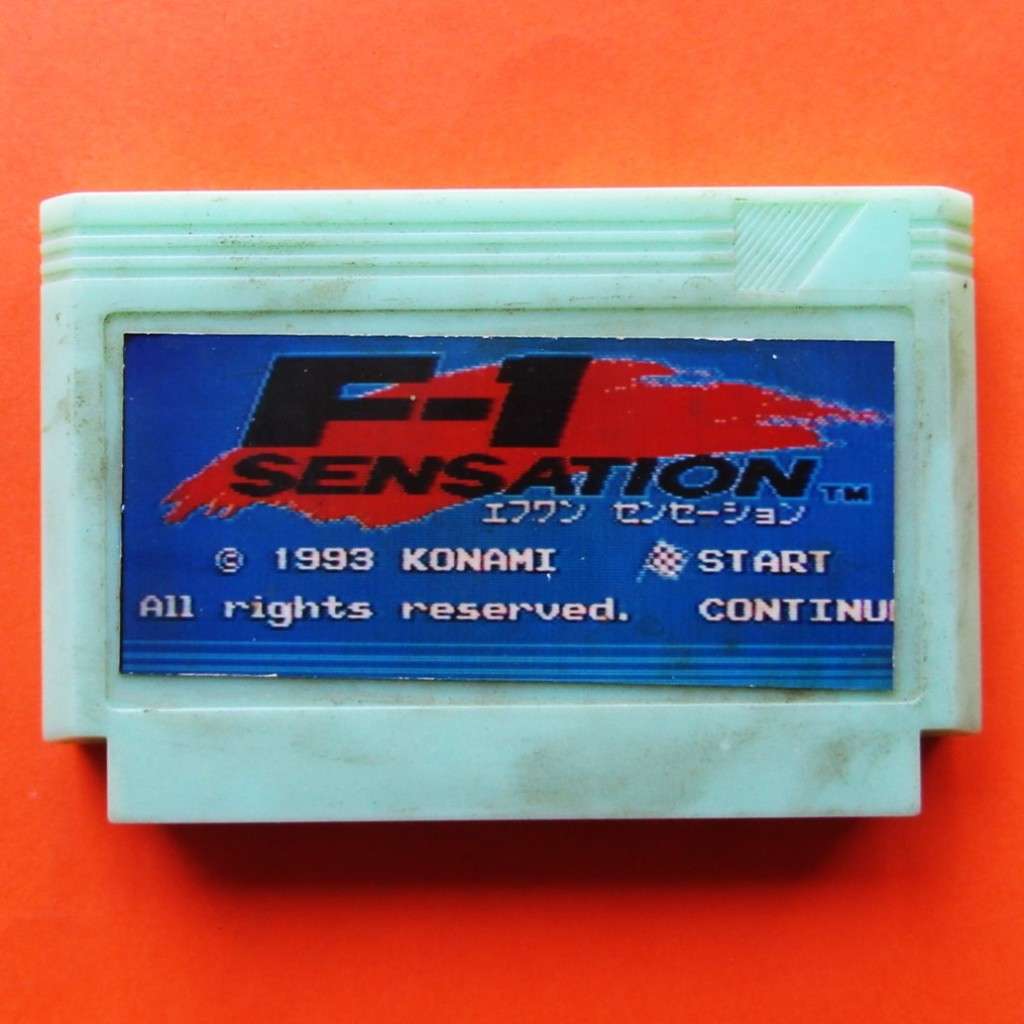 F-1
SENSATION TM
エフワン センセーション
© 1993 KONAMI START
All rights reserved. CONTINU